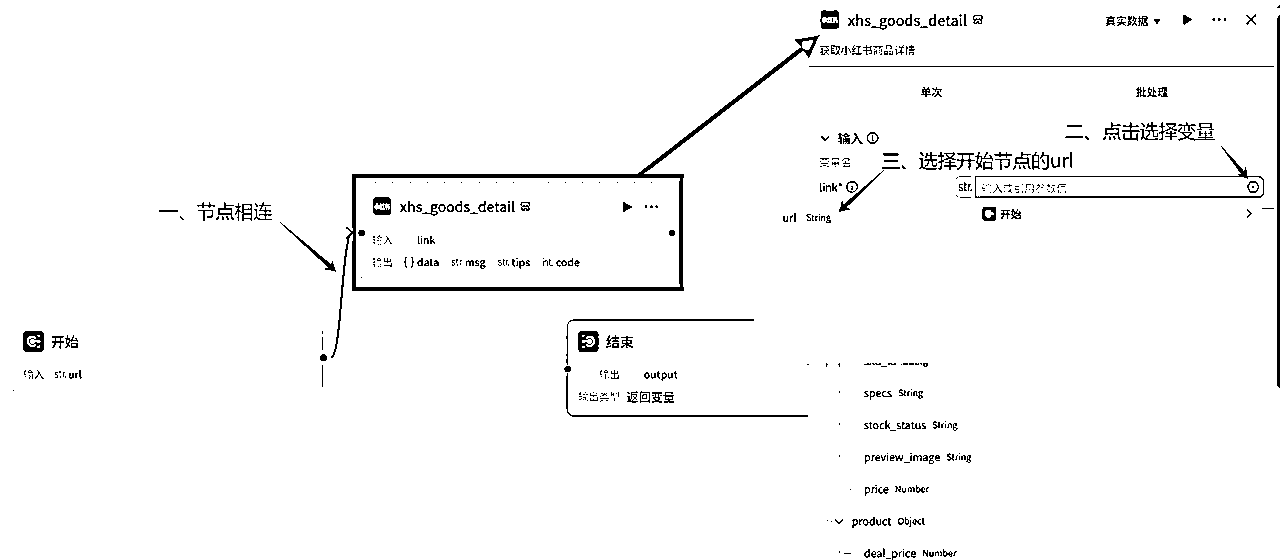 xhs_goods_detail
真实数据
获取小红书商品详情
单次
批处理
二、点击选择变量
输入
变量名
三、选择开始节点的url
link*
str.
输入或引用参数值
url String
开始
一、节点相连
xhs_goods_detail
输入 link
输出 { } data str.msg str.tips int.code
开始
输入 str.url
结束
输出 output
输出类型 返回变量
specs String
stock_status String
preview_image String
price Number
product Object
deal_price Number